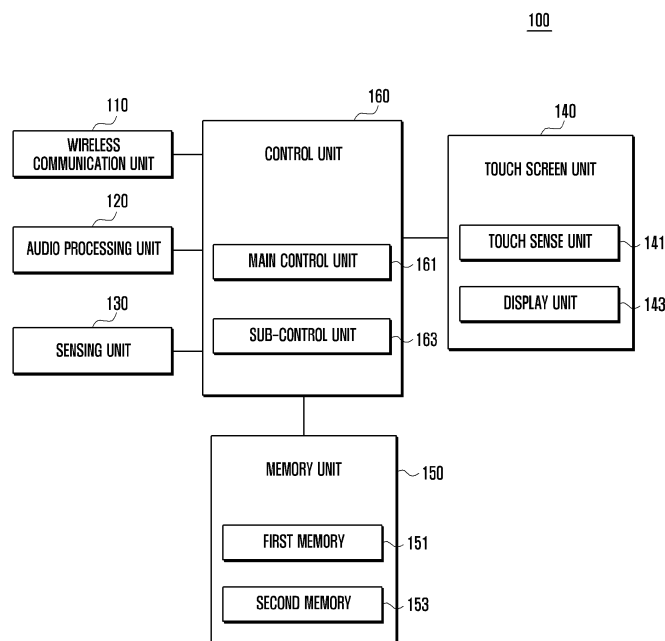 100
110
WIRELESS
COMMUNICATION UNIT
120
AUDIO PROCESSING UNIT
130
SENSING UNIT
160
CONTROL UNIT
MAIN CONTROL UNIT
161
SUB-CONTROL UNIT
163
140
TOUCH SCREEN UNIT
TOUCH SENSE UNIT
141
DISPLAY UNIT
143
MEMORY UNIT
150
FIRST MEMORY
151
SECOND MEMORY
153